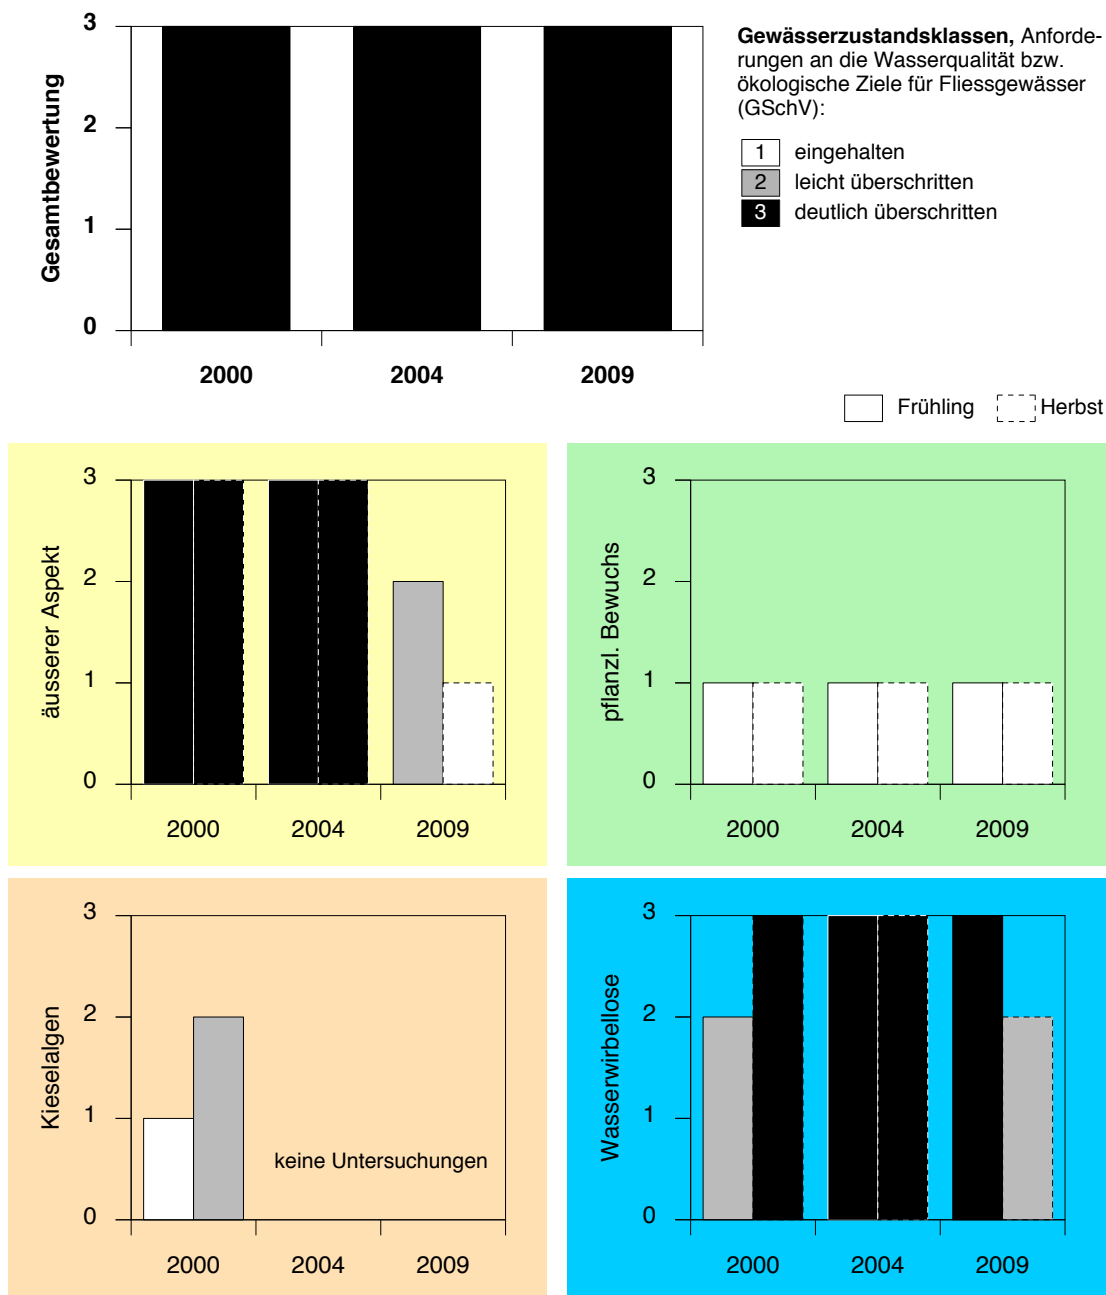 Gesamtbewertung
3
2
1
0
2000 2004 2009
Gewässerzustandsklassen, Anforde-
rungen an die Wasserqualität bzw.
ökologische Ziele für Fliessgewässer
(GSchV):
1 eingehalten
2 leicht überschritten
3 deutlich überschritten
Frühling Herbst
äusserer Aspekt
3
2
1
0
2000 2004 2009
pflanzl. Bewuchs
3
2
1
0
2000 2004 2009
Kieselalgen
3
2
1
0
keine Untersuchungen
2000 2004 2009
Wasserwirbellose
3
2
1
0
2000 2004 2009